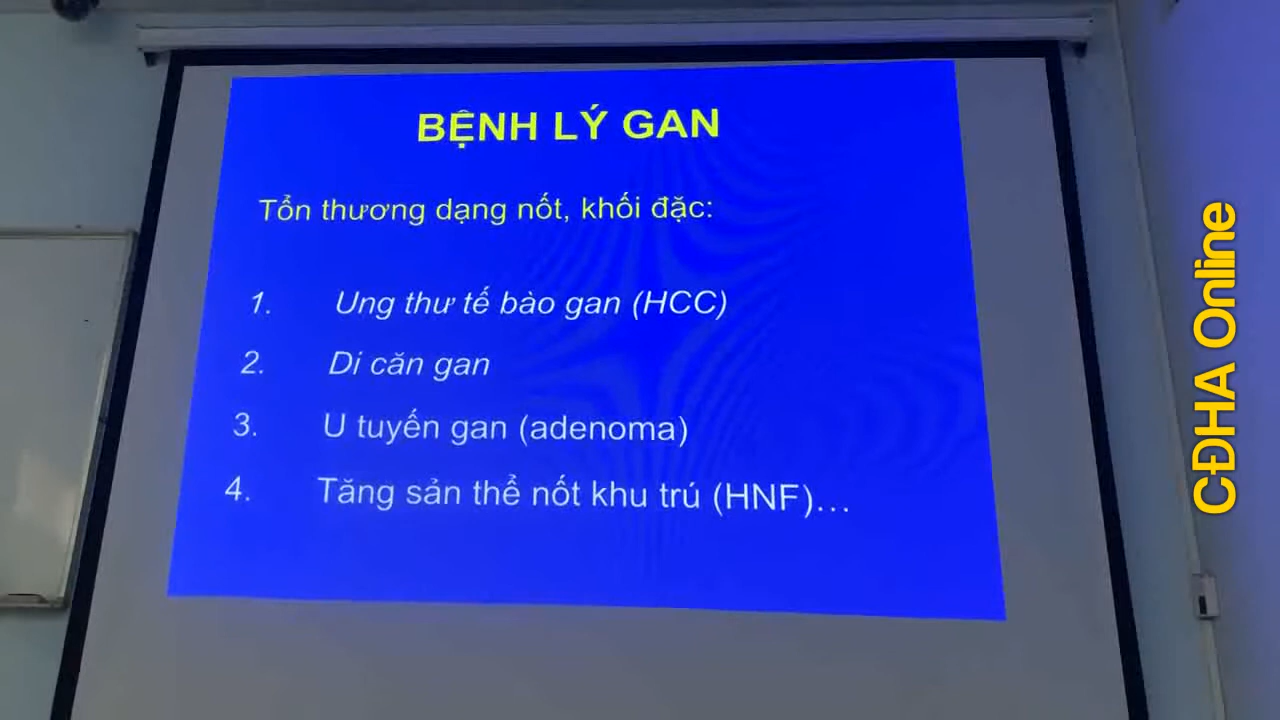 BỆNH LÝ GAN
Tổn thương dạng nốt, khối đặc:
1. Ung thư tế bào gan (HCC)
2. Di căn gan
3. U tuyến gan (adenoma)
4. Tăng sản thể nốt khu trú (HNF)...
CĐHA Online